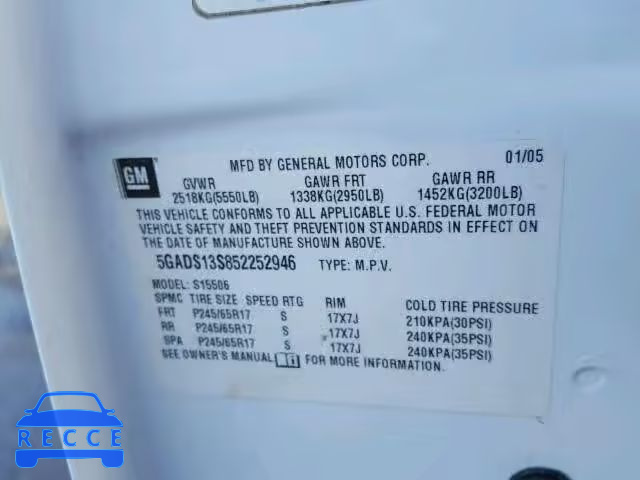 GM
MFD BY GENERAL MOTORS CORP. 01/05
GVWR GAWR FRT GAWR RR
2518KG(5550LB) 1338KG(2950LB) 1452KG(3200LB)
THIS VEHICLE CONFORMS TO ALL APPLICABLE U.S. FEDERAL MOTOR
VEHICLE SAFETY AND THEFT PREVENTION STANDARDS IN EFFECT ON
THE DATE OF MANUFACTURE SHOWN ABOVE.
5GADS13S852252946 TYPE: M.P.V.
MODEL: S15506
SPMC TIRE SIZE SPEED RTG RIM COLD TIRE PRESSURE
FRT P245/65R17 S 17X7J 210KPA(30PSI)
RR P245/65R17 S 17X7J 240KPA(35PSI)
SPA P245/65R17 S 17X7J 240KPA(35PSI)
SEE OWNER'S MANUAL FOR MORE INFORMATION.
RECCE